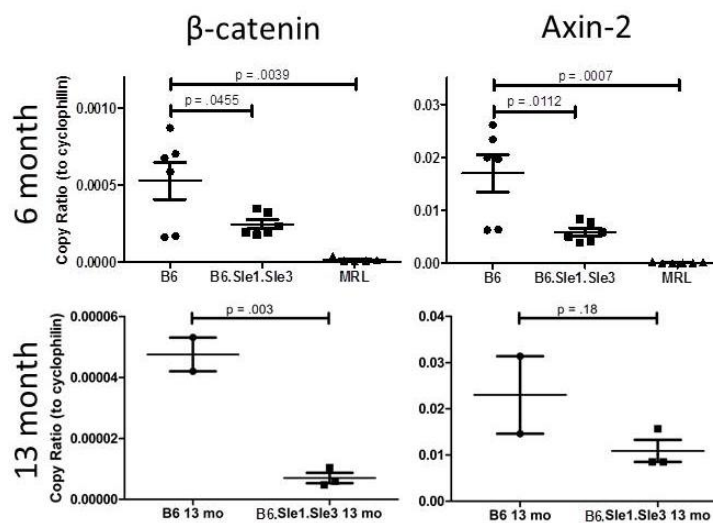 β-catenin
Axin-2
6 month
Copy Ratio (to cyclophilin)
p = .0039
p = .0455
0.0010
0.0005
0.0000
B6
B6.Sle1.Sle3
MRL
p = .0007
p = .0112
0.03
0.02
0.01
0.00
B6
B6.Sle1.Sle3
MRL
13 month
Copy Ratio (to cyclophilin)
p = .003
0.00006
0.00004
0.00002
0.00000
B6 13 mo
B6.Sle1.Sle3 13 mo
p = .18
0.04
0.03
0.02
0.01
0.00
B6 13 mo
B6.Sle1.Sle3 13 mo